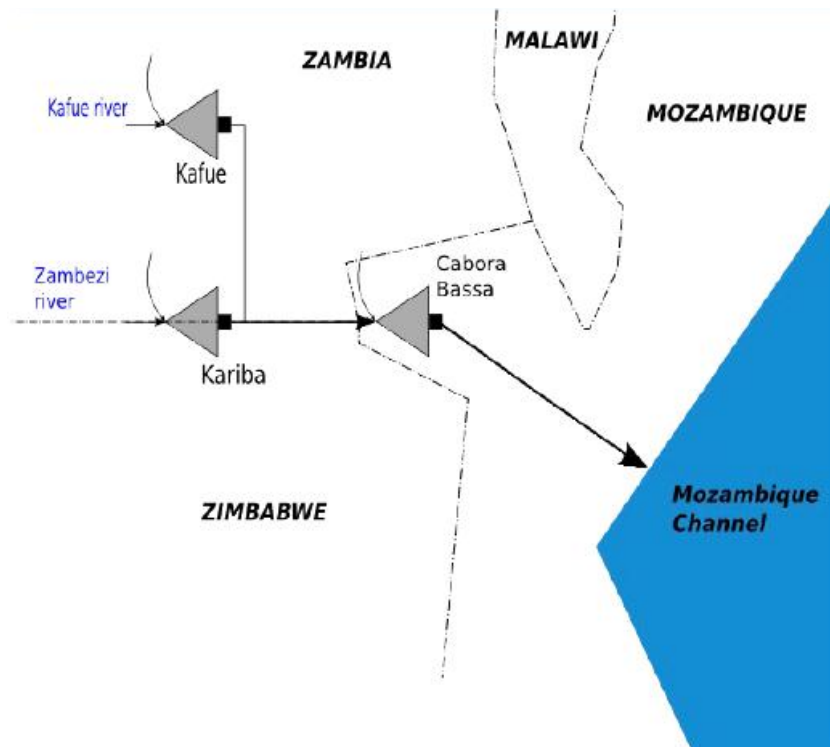 MALAWI
ZAMBIA
Kafue river
MOZAMBIQUE
Kafue
Cabora
Bassa
Zambezi
river
Kariba
Mozambique
Channel
ZIMBABWE